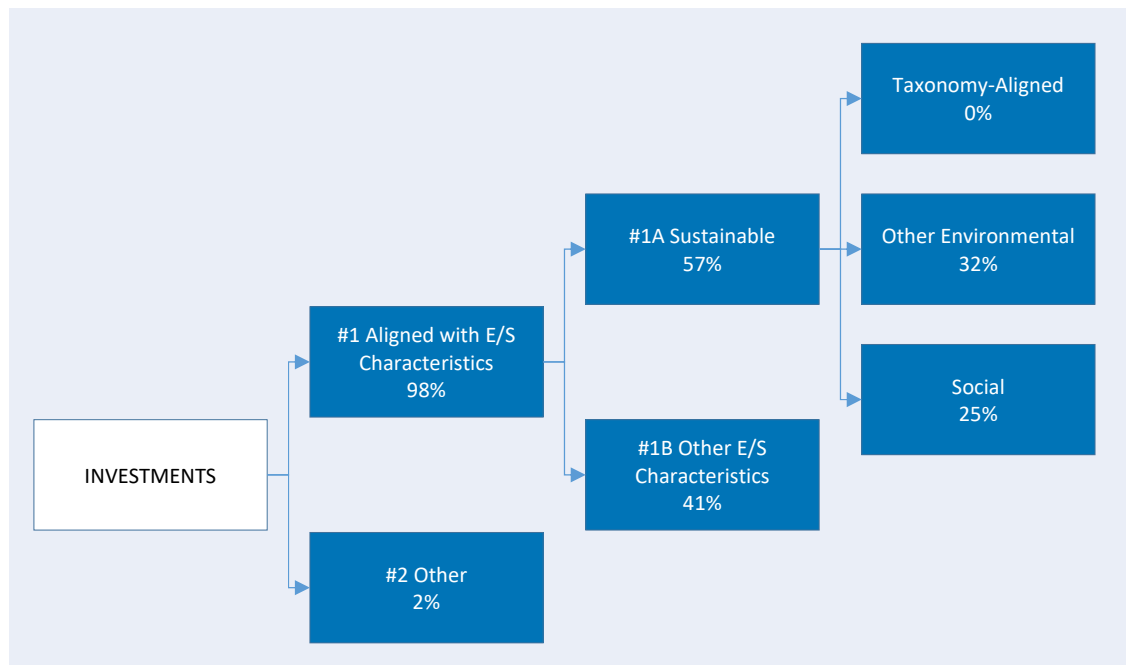 INVESTMENTS
#1 Aligned with E/S
Characteristics
98%
#2 Other
2%
#1A Sustainable
57%
#1B Other E/S
Characteristics
41%
Taxonomy-Aligned
0%
Other Environmental
32%
Social
25%